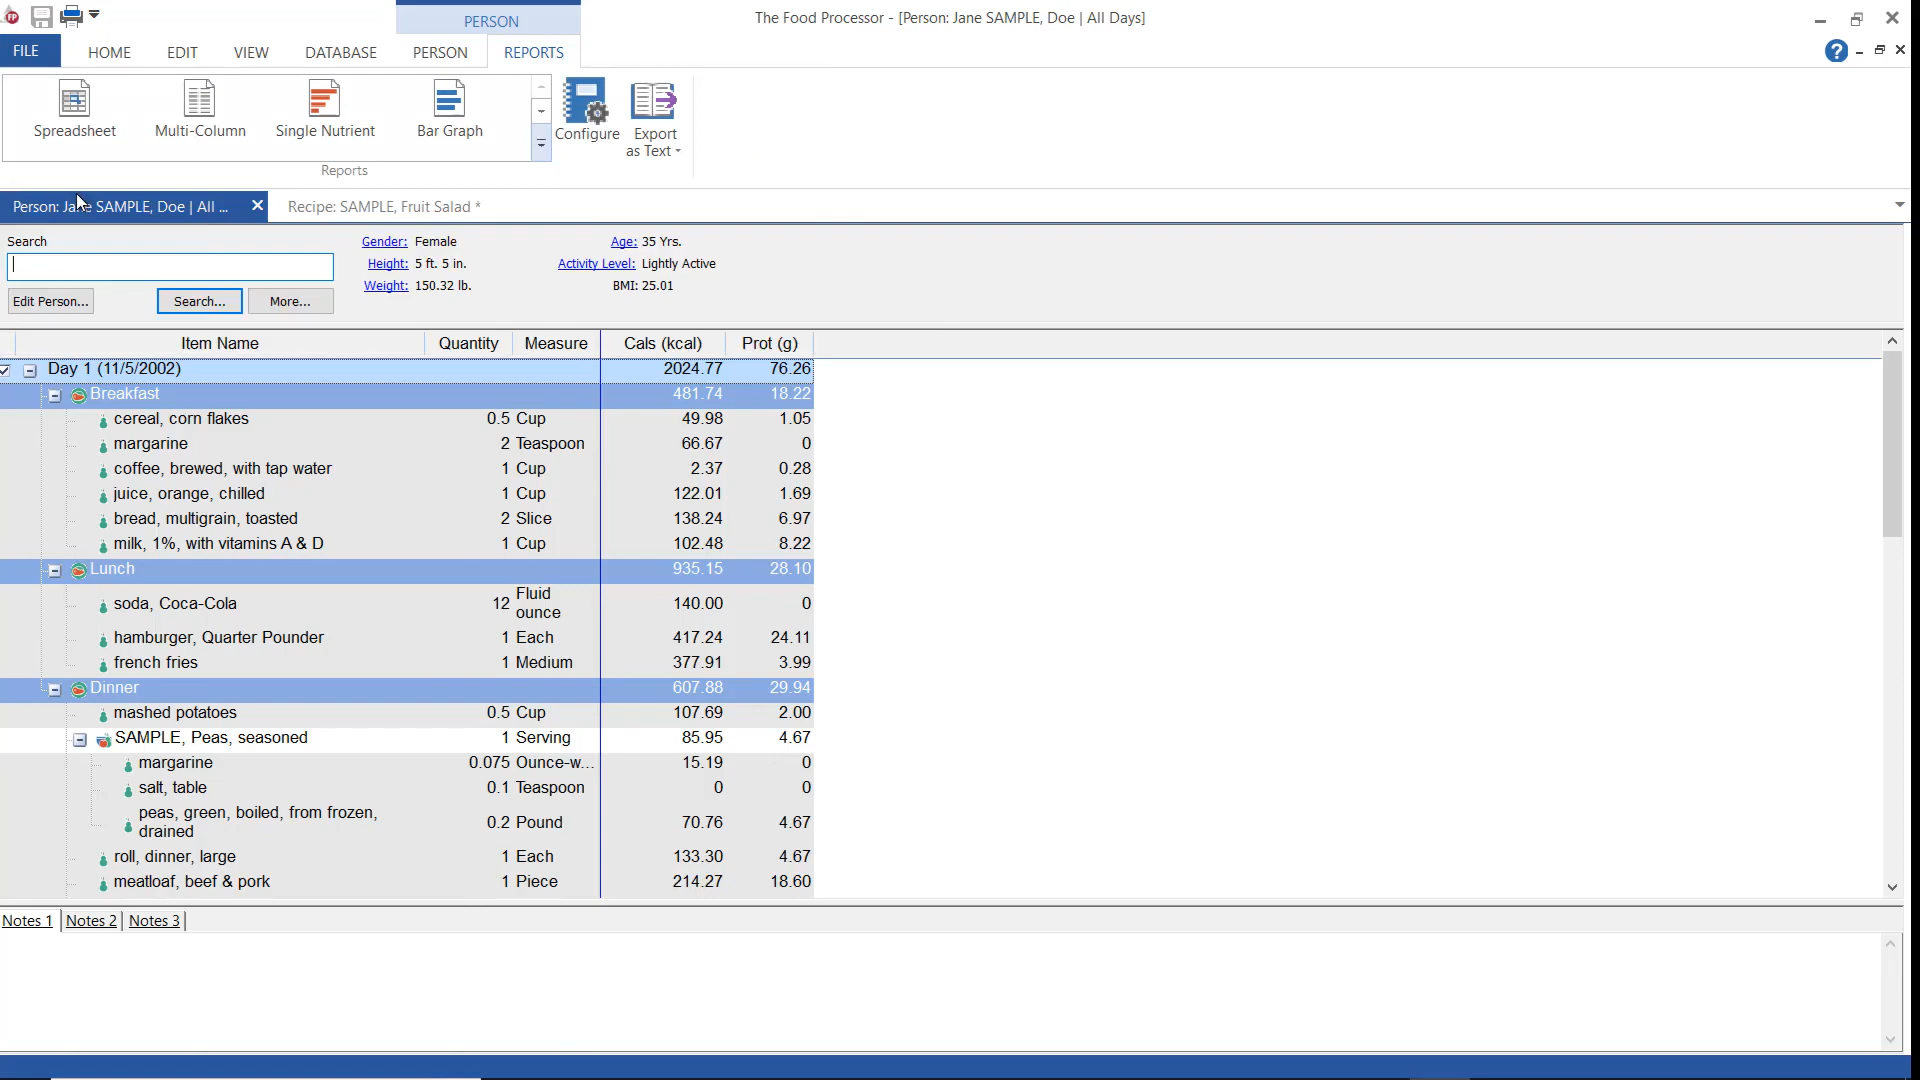 PERSON
The Food Processor - [Person: Jane SAMPLE, Doe | All Days]
FILE HOME EDIT VIEW DATABASE PERSON REPORTS
Spreadsheet Multi-Column Single Nutrient Bar Graph Configure Export as Text
Reports
Person: Jane SAMPLE, Doe | All ... Recipe: SAMPLE, Fruit Salad *
Search Gender: Female Age: 35 Yrs.
Height: 5 ft. 5 in. Activity Level: Lightly Active
Weight: 150.32 lb. BMI: 25.01
Edit Person... Search... More...
Item Name Quantity Measure Cals (kcal) Prot (g)
Day 1 (11/5/2002) 2024.77 76.26
Breakfast 481.74 18.22
cereal, corn flakes 0.5 Cup 49.98 1.05
margarine 2 Teaspoon 66.67 0
coffee, brewed, with tap water 1 Cup 2.37 0.28
juice, orange, chilled 1 Cup 122.01 1.69
bread, multigrain, toasted 2 Slice 138.24 6.97
milk, 1%, with vitamins A & D 1 Cup 102.48 8.22
Lunch 935.15 28.10
soda, Coca-Cola 12 Fluid ounce 140.00 0
hamburger, Quarter Pounder 1 Each 417.24 24.11
french fries 1 Medium 377.91 3.99
Dinner 607.88 29.94
mashed potatoes 0.5 Cup 107.69 2.00
SAMPLE, Peas, seasoned 1 Serving 85.95 4.67
margarine 0.075 Ounce-w... 15.19 0
salt, table 0.1 Teaspoon 0 0
peas, green, boiled, from frozen, drained 0.2 Pound 70.76 4.67
roll, dinner, large 1 Each 133.30 4.67
meatloaf, beef & pork 1 Piece 214.27 18.60
Notes 1 Notes 2 Notes 3